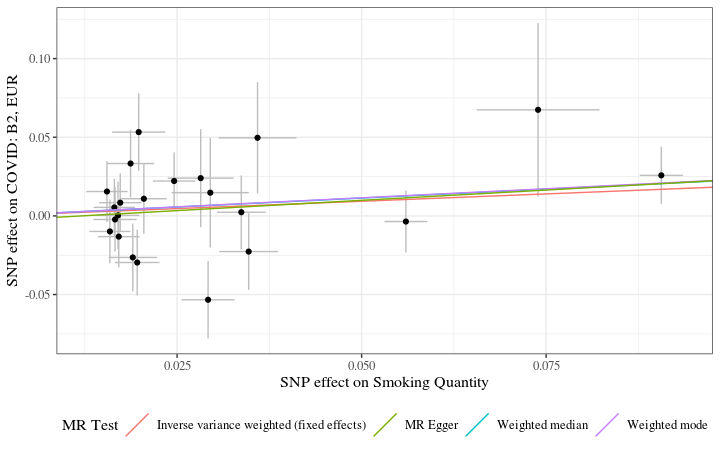 SNP effect on COVID: B2, EUR
0.10
0.05
0.00
-0.05
0.025
0.050
0.075
SNP effect on Smoking Quantity
MR Test
Inverse variance weighted (fixed effects)
MR Egger
Weighted median
Weighted mode